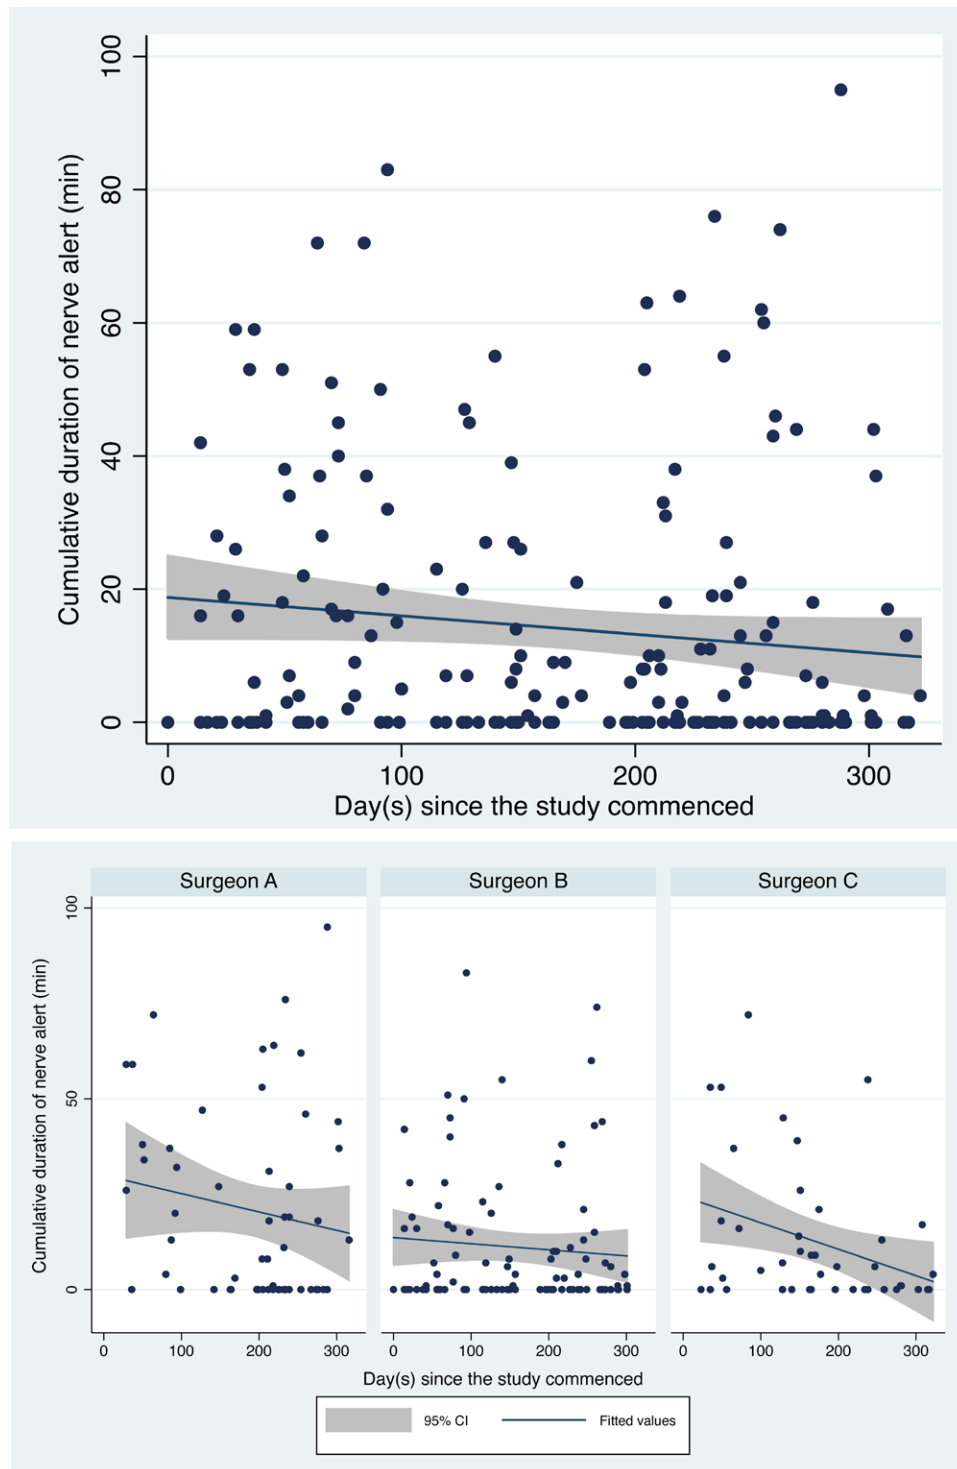 100
80
60
40
20
0
Cumulative duration of nerve alert (min)
0 100 200 300
Day(s) since the study commenced
Surgeon A Surgeon B Surgeon C
100
50
0
Cumulative duration of nerve alert (min)
0 100 200 300 0 100 200 300 0 100 200 300
Day(s) since the study commenced
95% CI Fitted values